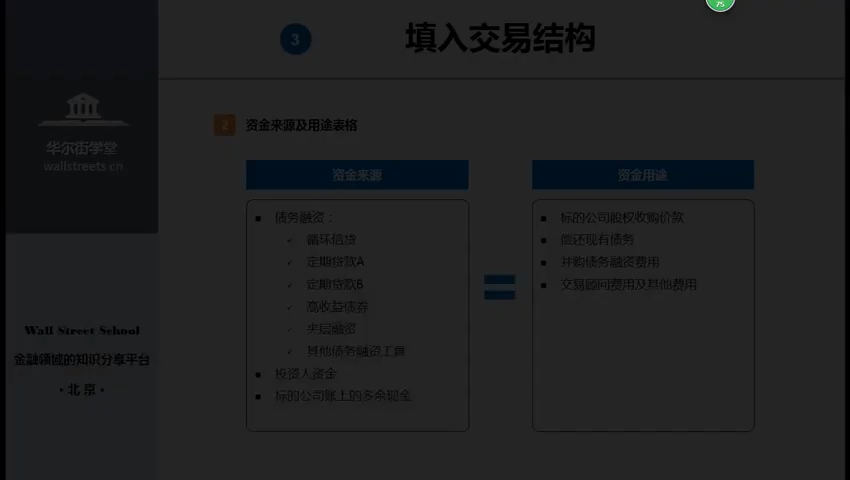 75
3
填入交易结构
华尔街学堂
wallstreets.cn
2 资金来源及用途表格
资金来源
债务融资：
循环信贷
定期贷款A
定期贷款B
高收益债券
夹层融资
其他债务融资工具
投资人资金
标的公司账上的多余现金
资金用途
标的公司股权收购价款
偿还现有债务
并购债务融资费用
交易顾问费用及其他费用
Wall Street School
金融领域的知识分享平台
·北京·